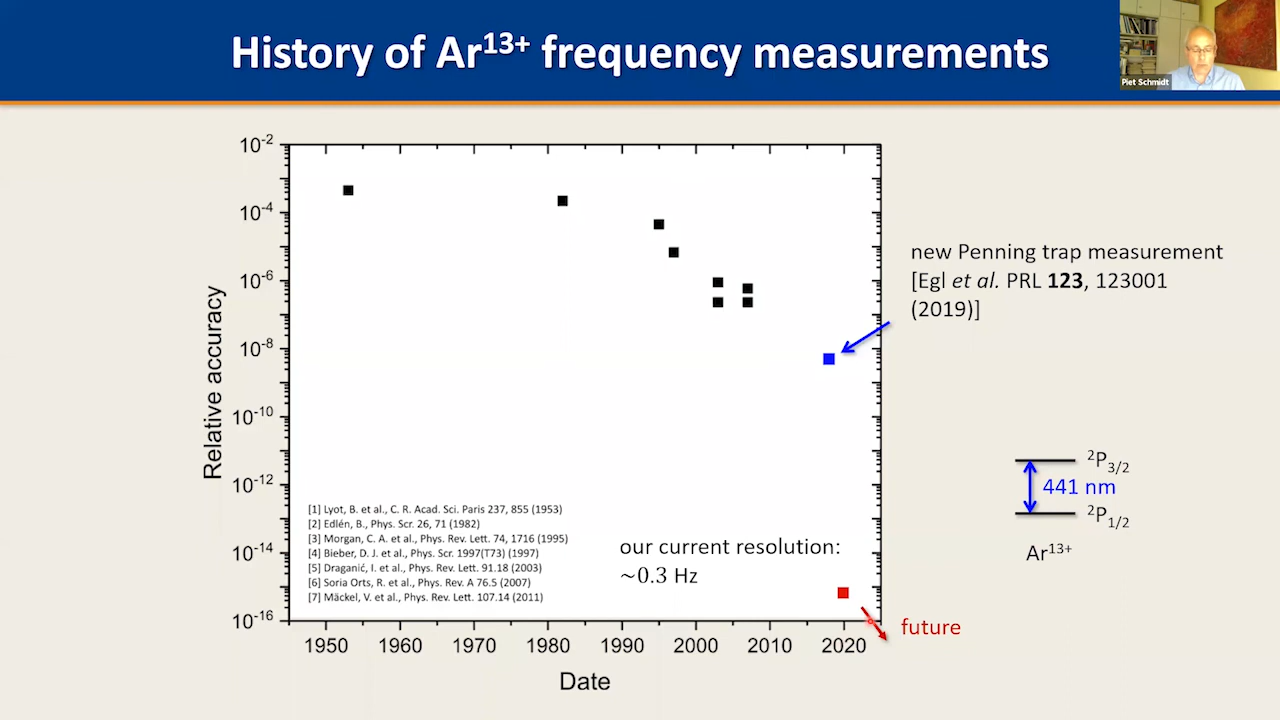 History of Ar¹³⁺ frequency measurements
Piet Schmidt
10⁻²
10⁻⁴
10⁻⁶
10⁻⁸
10⁻¹⁰
10⁻¹²
10⁻¹⁴
10⁻¹⁶
Relative accuracy
new Penning trap measurement
[Egl et al. PRL 123, 123001
(2019)]
²P₃/₂
441 nm
²P₁/₂
Ar¹³⁺
[1] Lyot, B. et al., C. R. Acad. Sci. Paris 237, 855 (1953)
[2] Edlén, B., Phys. Scr. 26, 71 (1982)
[3] Morgan, C. A. et al., Phys. Rev. Lett. 74, 1716 (1995)
[4] Bieber, D. J. et al., Phys. Scr. 1997(T73) (1997)
[5] Draganić, I. et al., Phys. Rev. Lett. 91.18 (2003)
[6] Soria Orts, R. et al., Phys. Rev. A 76.5 (2007)
[7] Mäckel, V. et al., Phys. Rev. Lett. 107.14 (2011)
our current resolution:
~0.3 Hz
future
1950 1960 1970 1980 1990 2000 2010 2020
Date